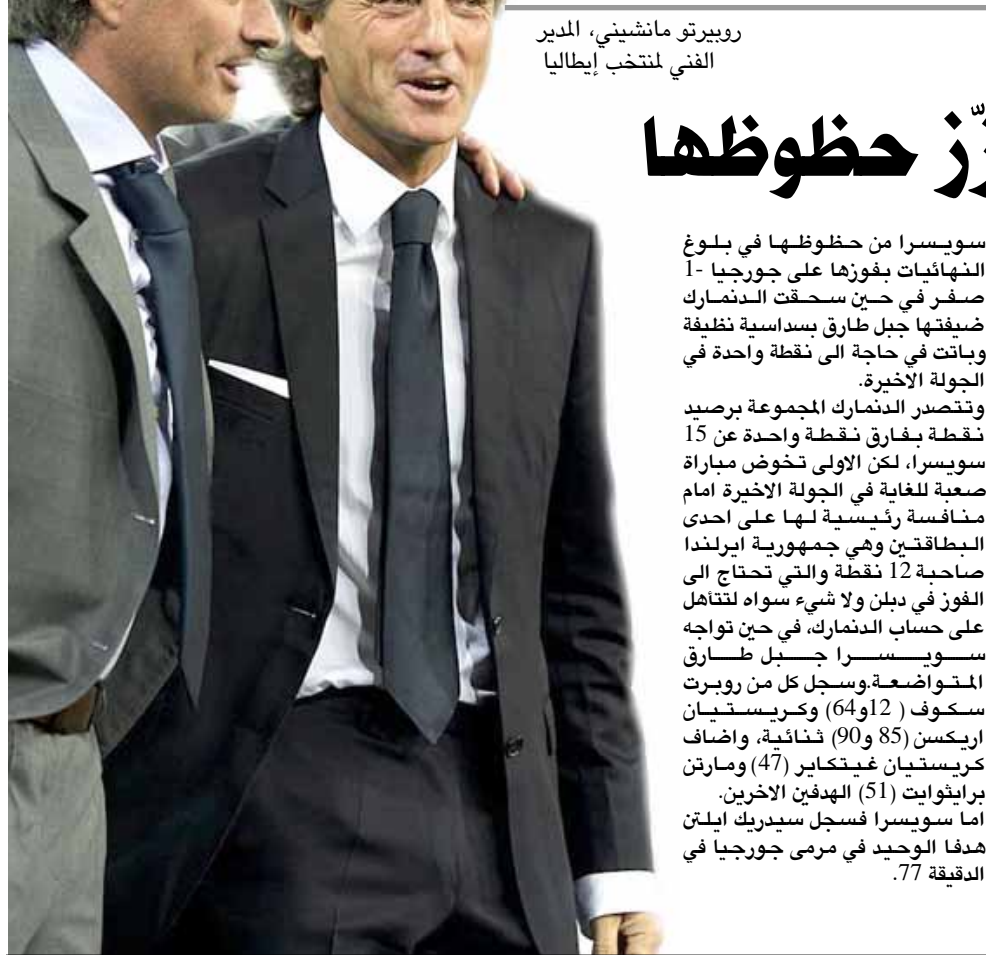 روبيرتو مانشيني، المدير
الفني لمنتخب إيطاليا
حظوظها
سويسرا من حظوظها في بلوغ
النهائيات بفوزها على جورجيا 1-
صفر في حين سحقت الدنمارك
ضيفتها جبل طارق بسداسية نظيفة
وباتت في حاجة الى نقطة واحدة في
الجولة الاخيرة.
وتتصدر الدنمارك المجموعة برصيد
15 نقطة بفارق نقطة واحدة عن
سويسرا، لكن الاولى تخوض مباراة
صعبة للغاية في الجولة الاخيرة امام
منافسة رئيسية لها على احدى
البطاقتين وهي جمهورية ايرلندا
صاحبة 12 نقطة والتي تحتاج الى
الفوز في دبلن ولا شيء سواه لتتأهل
على حساب الدنمارك، في حين تواجه
سويسرا جبل طارق
المتواضعة.وسجل كل من روبرت
سكوف ( 12و64) وكريستيان
اريكسن (85 و90) ثنائية، واضاف
كريستيان غيتكاير (47) ومارتن
برايثوايت (51) الهدفين الاخرين.
اما سويسرا فسجل سيدريك ايلتن
هدفا الوحيد في مرمى جورجيا في
الدقيقة 77.